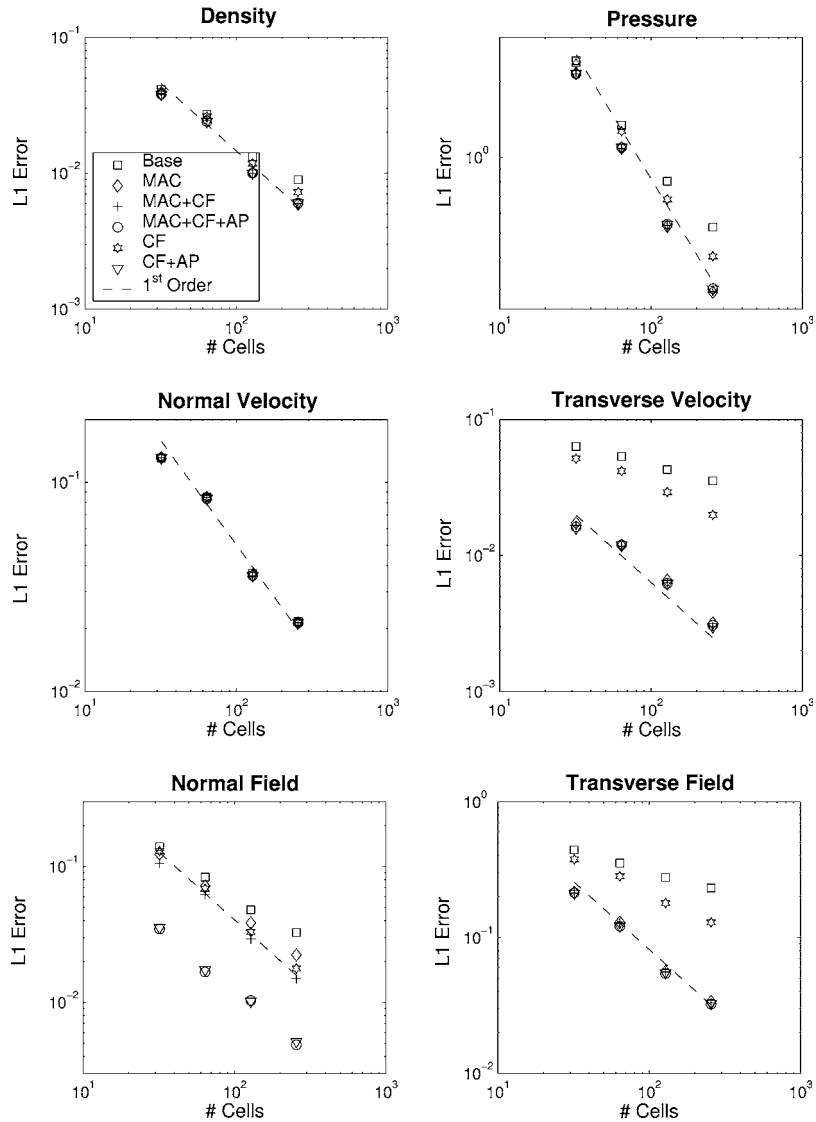 Density
10^-1
10^-2
10^-3
L1 Error
Base
MAC
MAC+CF
MAC+CF+AP
CF
CF+AP
1^st Order
10^1
10^2
10^3
# Cells
Pressure
10^0
L1 Error
10^1
10^2
10^3
# Cells
Normal Velocity
10^-1
10^-2
L1 Error
10^1
10^2
10^3
# Cells
Transverse Velocity
10^-1
10^-2
10^-3
L1 Error
10^1
10^2
10^3
# Cells
Normal Field
10^-1
10^-2
L1 Error
10^1
10^2
10^3
# Cells
Transverse Field
10^0
10^-1
10^-2
L1 Error
10^1
10^2
10^3
# Cells